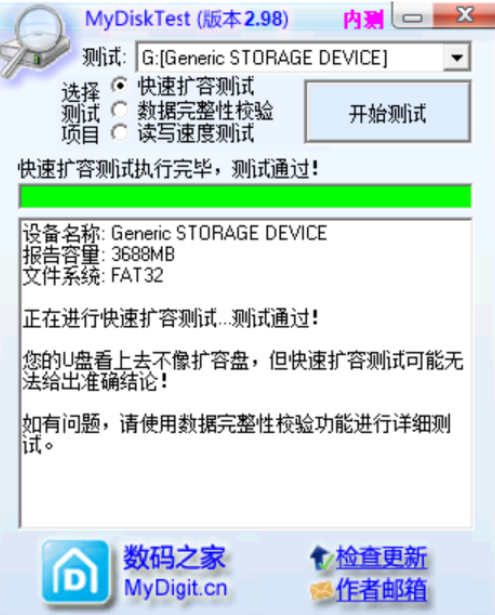 MyDiskTest (版本2.98) 内测
测试: G:[Generic STORAGE DEVICE]
选择测试项目
快速扩容测试
数据完整性校验
读写速度测试
开始测试
快速扩容测试执行完毕，测试通过！
设备名称: Generic STORAGE DEVICE
报告容量: 3688MB
文件系统: FAT32
正在进行快速扩容测试...测试通过！
您的U盘看上去不像扩容盘，但快速扩容测试可能无
法给出准确结论！
如有问题，请使用数据完整性校验功能进行详细测
试。
数码之家
MyDigit.cn
检查更新
作者邮箱